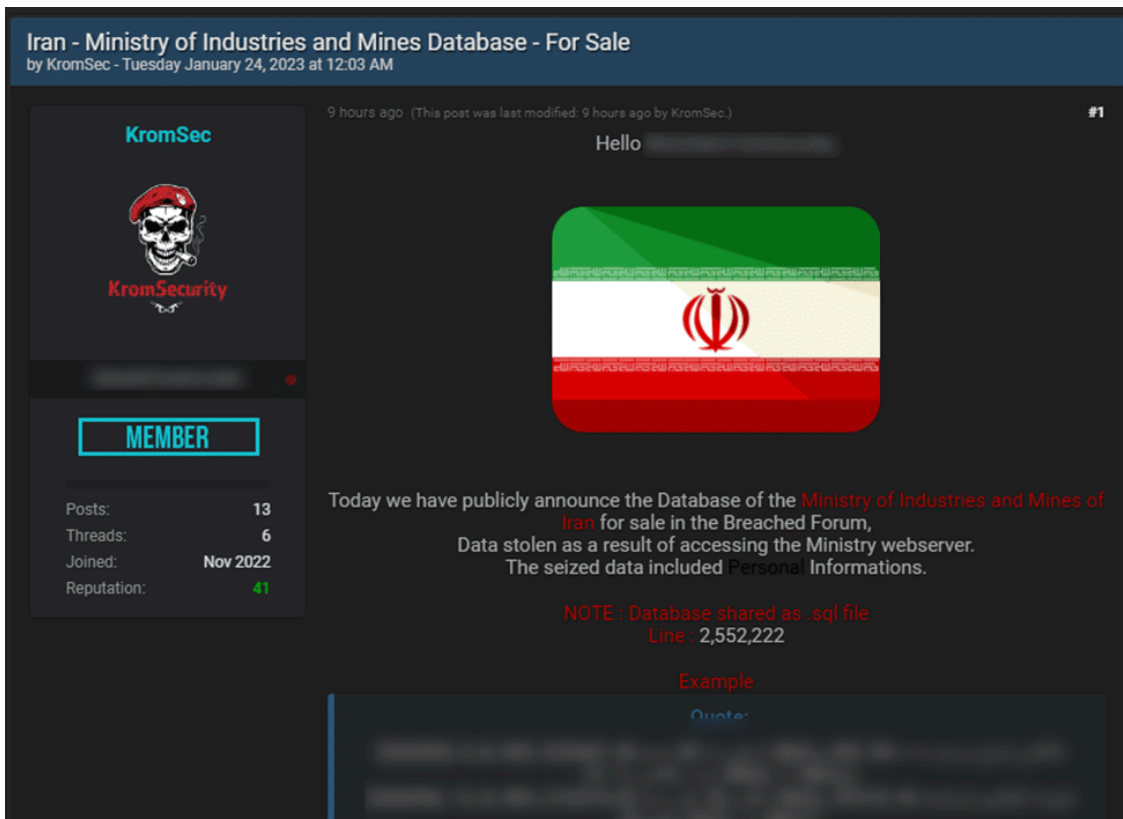 Iran - Ministry of Industries and Mines Database - For Sale
by KromSec - Tuesday January 24, 2023 at 12:03 AM
KromSec
KromSecurity
MEMBER
Posts: 13
Threads: 6
Joined: Nov 2022
Reputation: 41
9 hours ago (This post was last modified: 9 hours ago by KromSec.)
#1
Hello
Today we have publicly announce the Database of the Ministry of Industries and Mines of
Iran for sale in the Breached Forum,
Data stolen as a result of accessing the Ministry webserver.
The seized data included Personal Informations.
NOTE : Database shared as .sql file
Line : 2,552,222
Example
Quote: